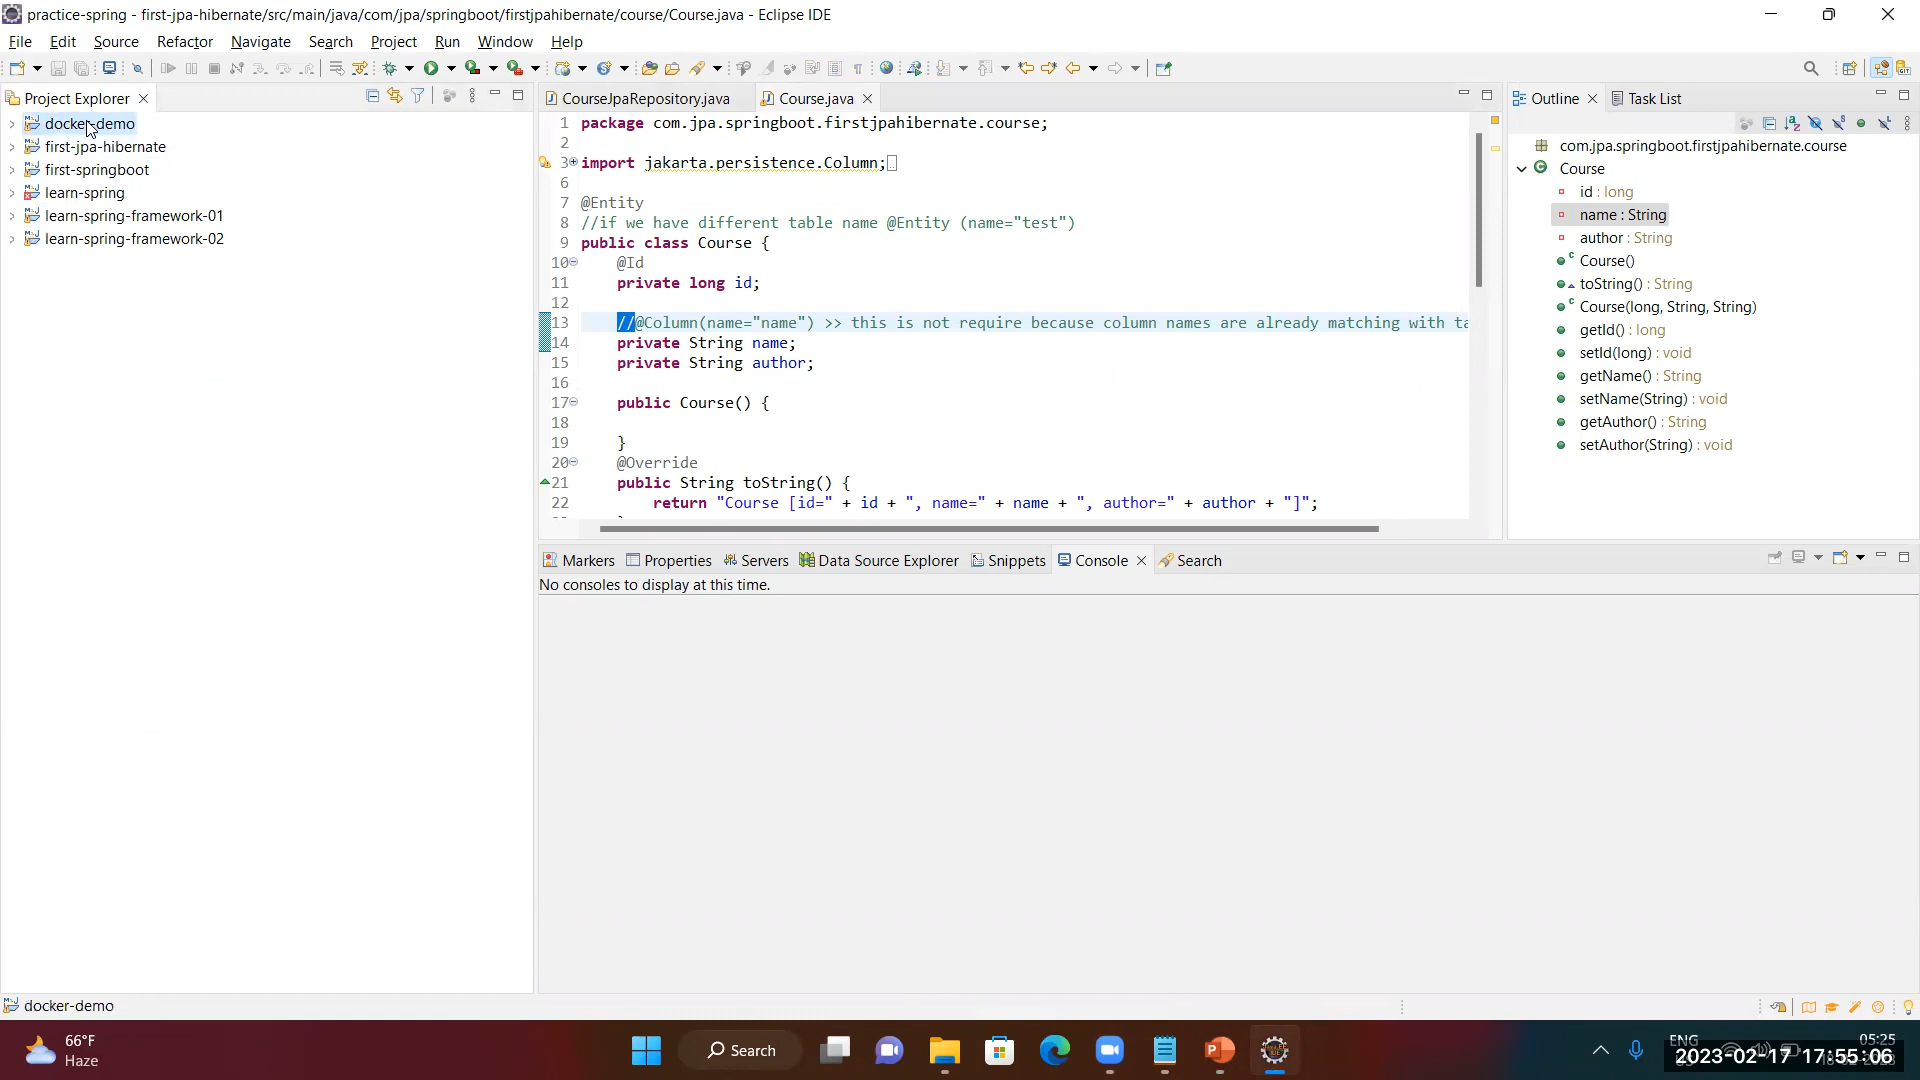 practice-spring - first-jpa-hibernate/src/main/java/com/jpa/springboot/firstjpahibernate/course/Course.java - Eclipse IDE
File Edit Source Refactor Navigate Search Project Run Window Help
Project Explorer
docker-demo
first-jpa-hibernate
first-springboot
learn-spring
learn-spring-framework-01
learn-spring-framework-02
CourseJpaRepository.java Course.java
1 package com.jpa.springboot.firstjpahibernate.course;
2
3 import jakarta.persistence.Column;
6
7 @Entity
8 //if we have different table name @Entity (name="test")
9 public class Course {
10 @Id
11 private long id;
12
13 //@Column(name="name") >> this is not require because column names are already matching with ta
14 private String name;
15 private String author;
16
17 public Course() {
18
19 }
20 @Override
21 public String toString() {
22 return "Course [id=" + id + ", name=" + name + ", author=" + author + "]";
Outline Task List
com.jpa.springboot.firstjpahibernate.course
Course
id : long
name : String
author : String
Course()
toString() : String
Course(long, String, String)
getId() : long
setId(long) : void
getName() : String
setName(String) : void
getAuthor() : String
setAuthor(String) : void
Markers Properties Servers Data Source Explorer Snippets Console Search
No consoles to display at this time.
docker-demo
66°F
Haze
Search
ENG
05:25
2023-02-17 17:55:06